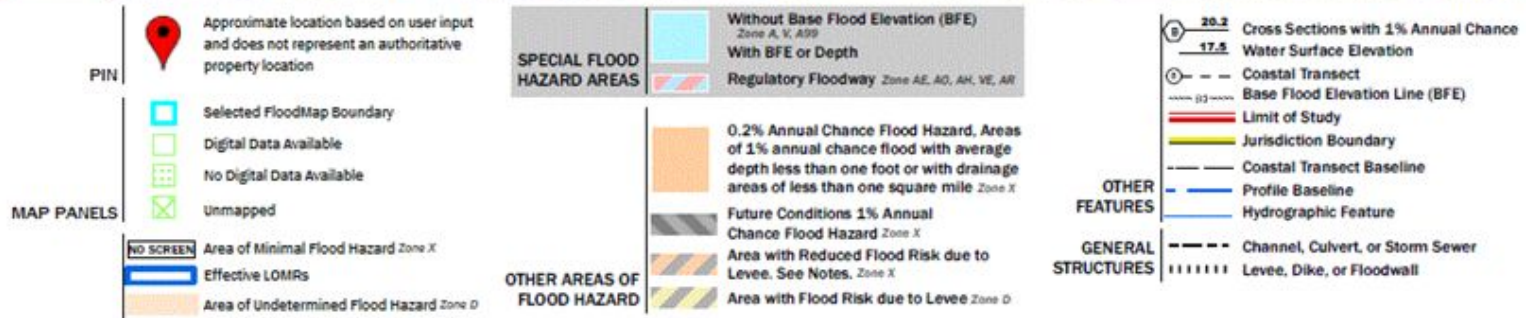 PIN
Approximate location based on user input
and does not represent an authoritative
property location
MAP PANELS
Selected FloodMap Boundary
Digital Data Available
No Digital Data Available
Unmapped
NO SCREEN Area of Minimal Flood Hazard Zone X
Effective LOMRs
Area of Undetermined Flood Hazard Zone D
SPECIAL FLOOD
HAZARD AREAS
Without Base Flood Elevation (BFE)
Zone A, V, A99
With BFE or Depth
Regulatory Floodway Zone AE, AO, AH, VE, AR
OTHER AREAS OF
FLOOD HAZARD
0.2% Annual Chance Flood Hazard, Areas
of 1% annual chance flood with average
depth less than one foot or with drainage
areas of less than one square mile Zone X
Future Conditions 1% Annual
Chance Flood Hazard Zone X
Area with Reduced Flood Risk due to
Levee. See Notes. Zone X
Area with Flood Risk due to Levee Zone D
OTHER
FEATURES
20.2 Cross Sections with 1% Annual Chance
17.5 Water Surface Elevation
Coastal Transect
Base Flood Elevation Line (BFE)
Limit of Study
Jurisdiction Boundary
Coastal Transect Baseline
Profile Baseline
Hydrographic Feature
GENERAL
STRUCTURES
Channel, Culvert, or Storm Sewer
Levee, Dike, or Floodwall